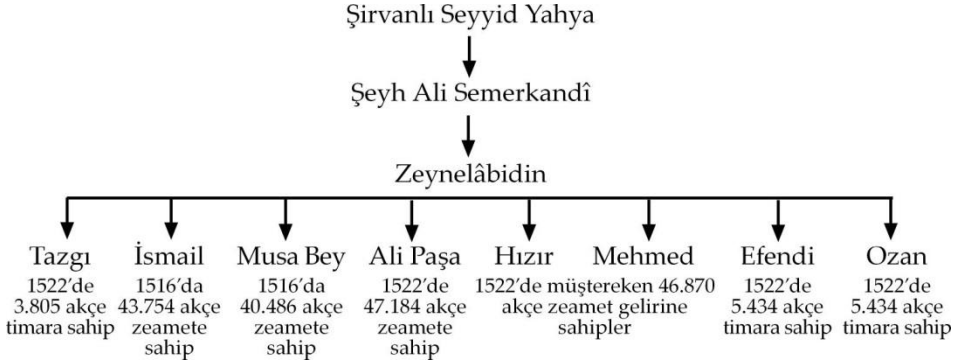 Şirvanlı Seyyid Yahya
Şeyh Ali Semerkandî
Zeynelâbidin
Tazgı
1522'de
3.805 akçe
timara sahip
İsmail
1516'da
43.754 akçe
zeamete
sahip
Musa Bey
1516'da
40.486 akçe
zeamete
sahip
Ali Paşa
1522'de
47.184 akçe
zeamete
sahip
Hızır Mehmed
1522'de müştereken 46.870
akçe zeamet gelirine
sahipler
Efendi
1522'de
5.434 akçe
timara sahip
Ozan
1522'de
5.434 akçe
timara sahip